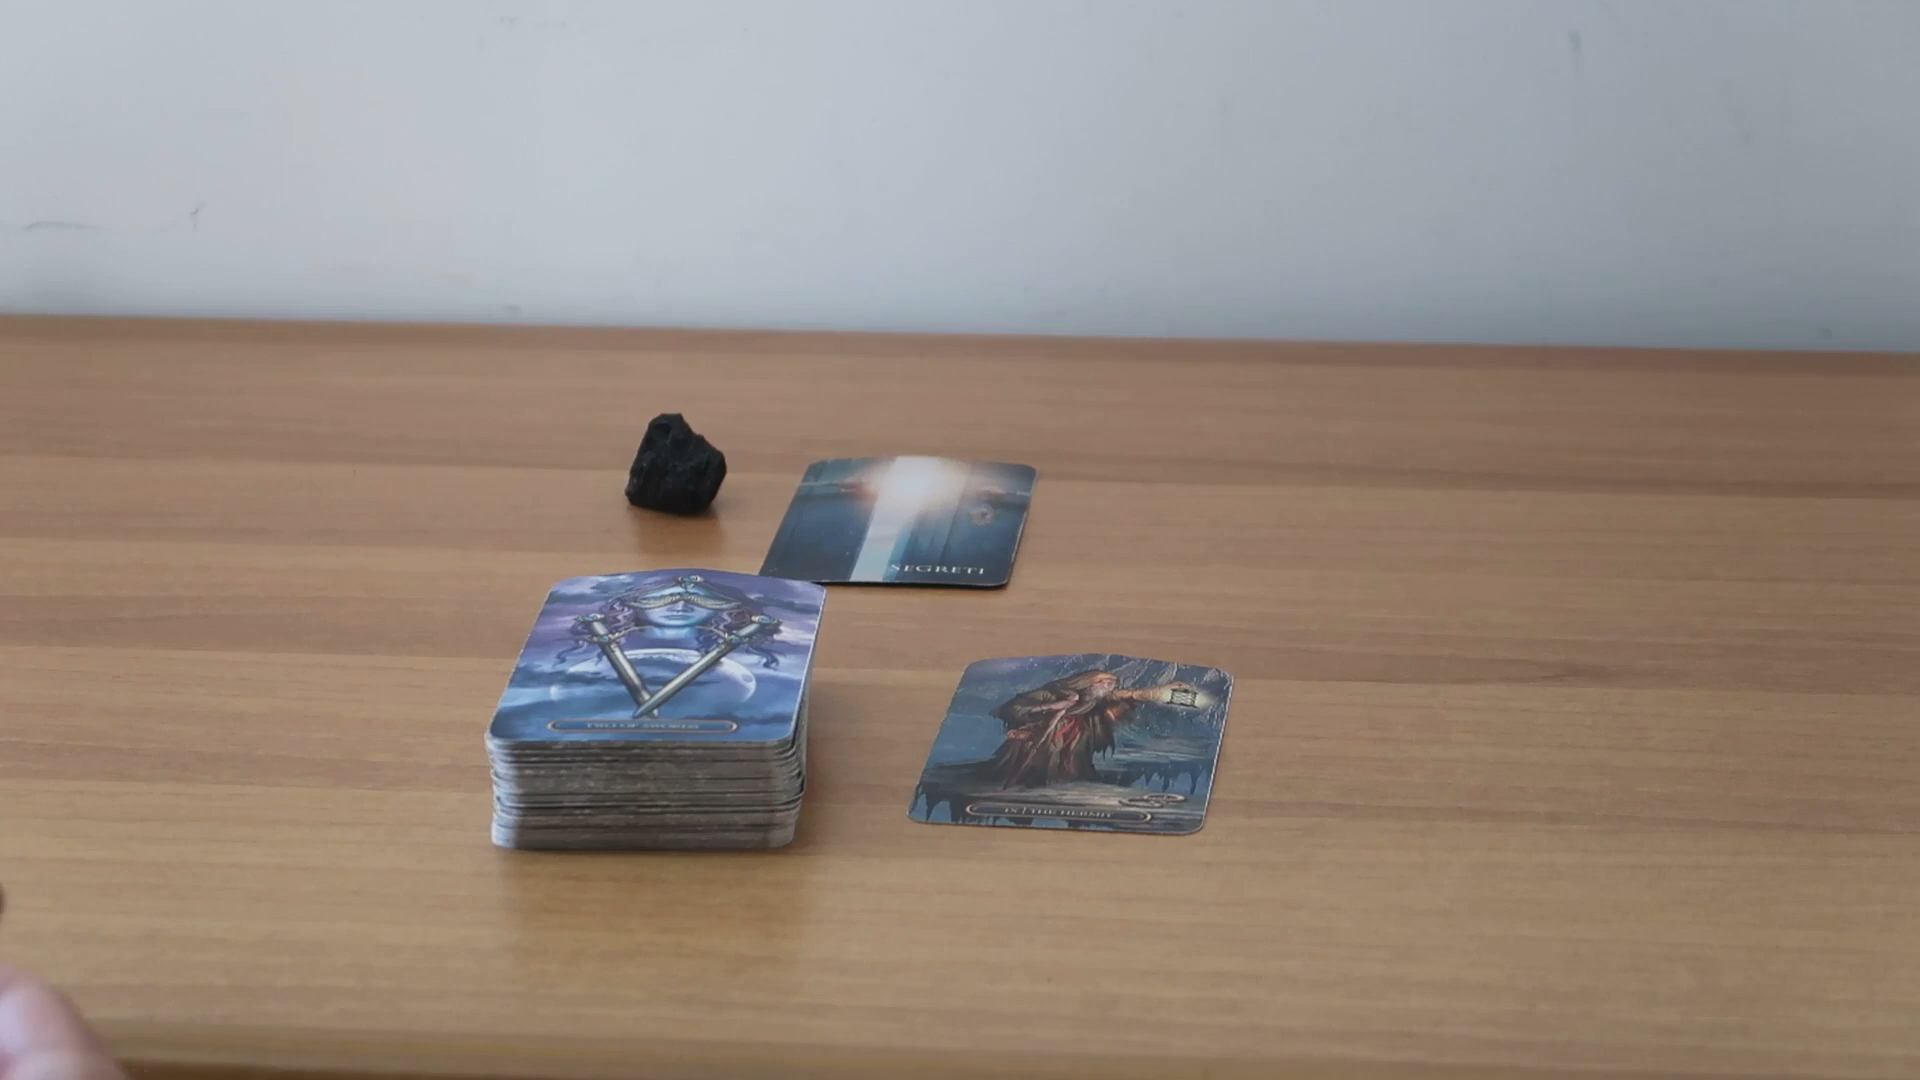 SEGRETI
TWO OF SWORDS
IX | THE HERMIT